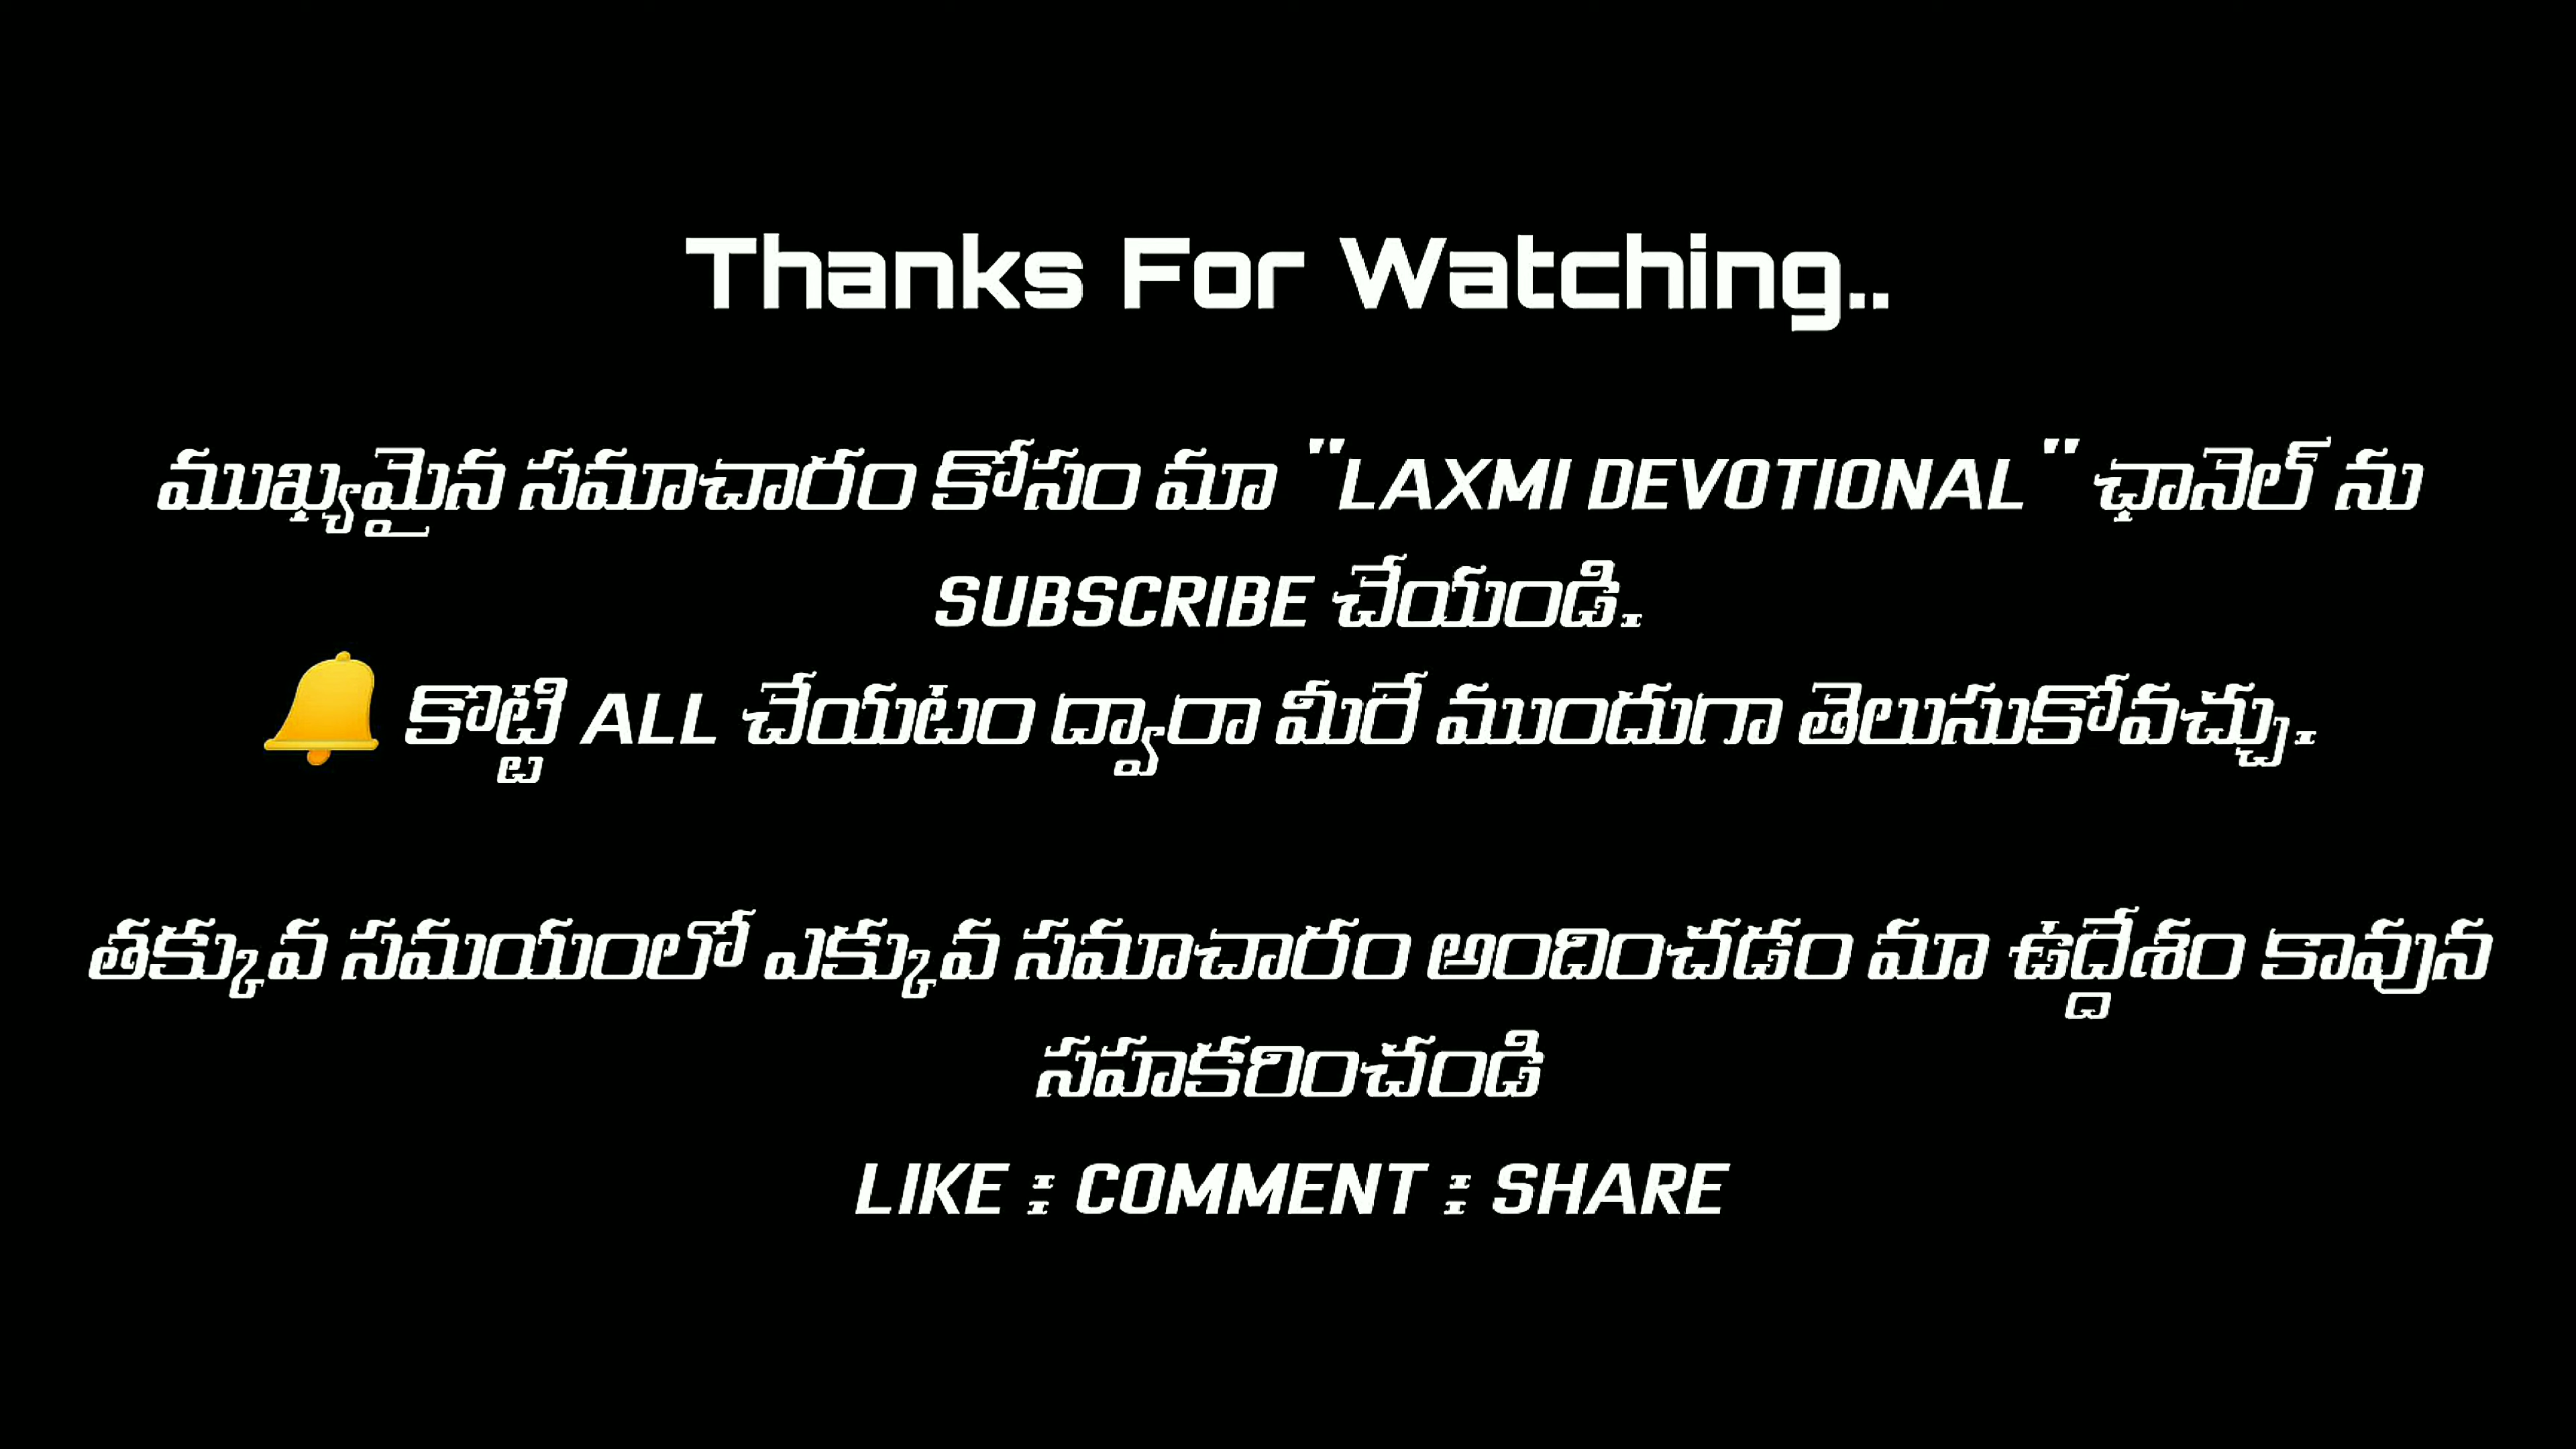 Thanks For Watching..
ముఖ్యమైన సమాచారం కోసం మా "LAXMI DEVOTIONAL" ఛానెల్ ను
SUBSCRIBE చేయండి.
🔔 కొట్టి ALL చేయటం ద్వారా మీరే ముందుగా తెలుసుకోవచ్చు.
తక్కువ సమయంలో ఎక్కువ సమాచారం అందించడం మా ఉద్దేశం కావున
సహకరించండి
LIKE : COMMENT : SHARE